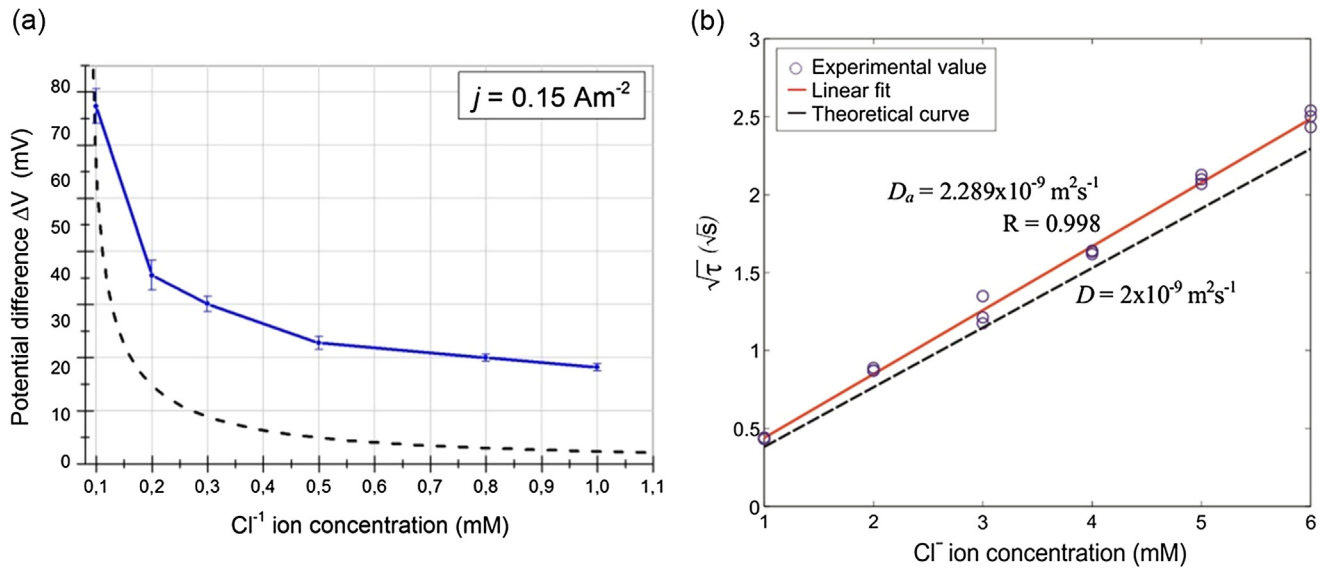 (a)
j = 0.15 Am⁻²
Potential difference ΔV (mV)
80
70
60
50
40
30
20
10
0
0,1 0,2 0,3 0,4 0,5 0,6 0,7 0,8 0,9 1,0 1,1
Cl⁻¹ ion concentration (mM)
(b)
Experimental value
Linear fit
Theoretical curve
Dₐ = 2.289x10⁻⁹ m²s⁻¹
R = 0.998
D = 2x10⁻⁹ m²s⁻¹
√τ (√s)
3
2.5
2
1.5
1
0.5
0
1 2 3 4 5 6
Cl⁻ ion concentration (mM)